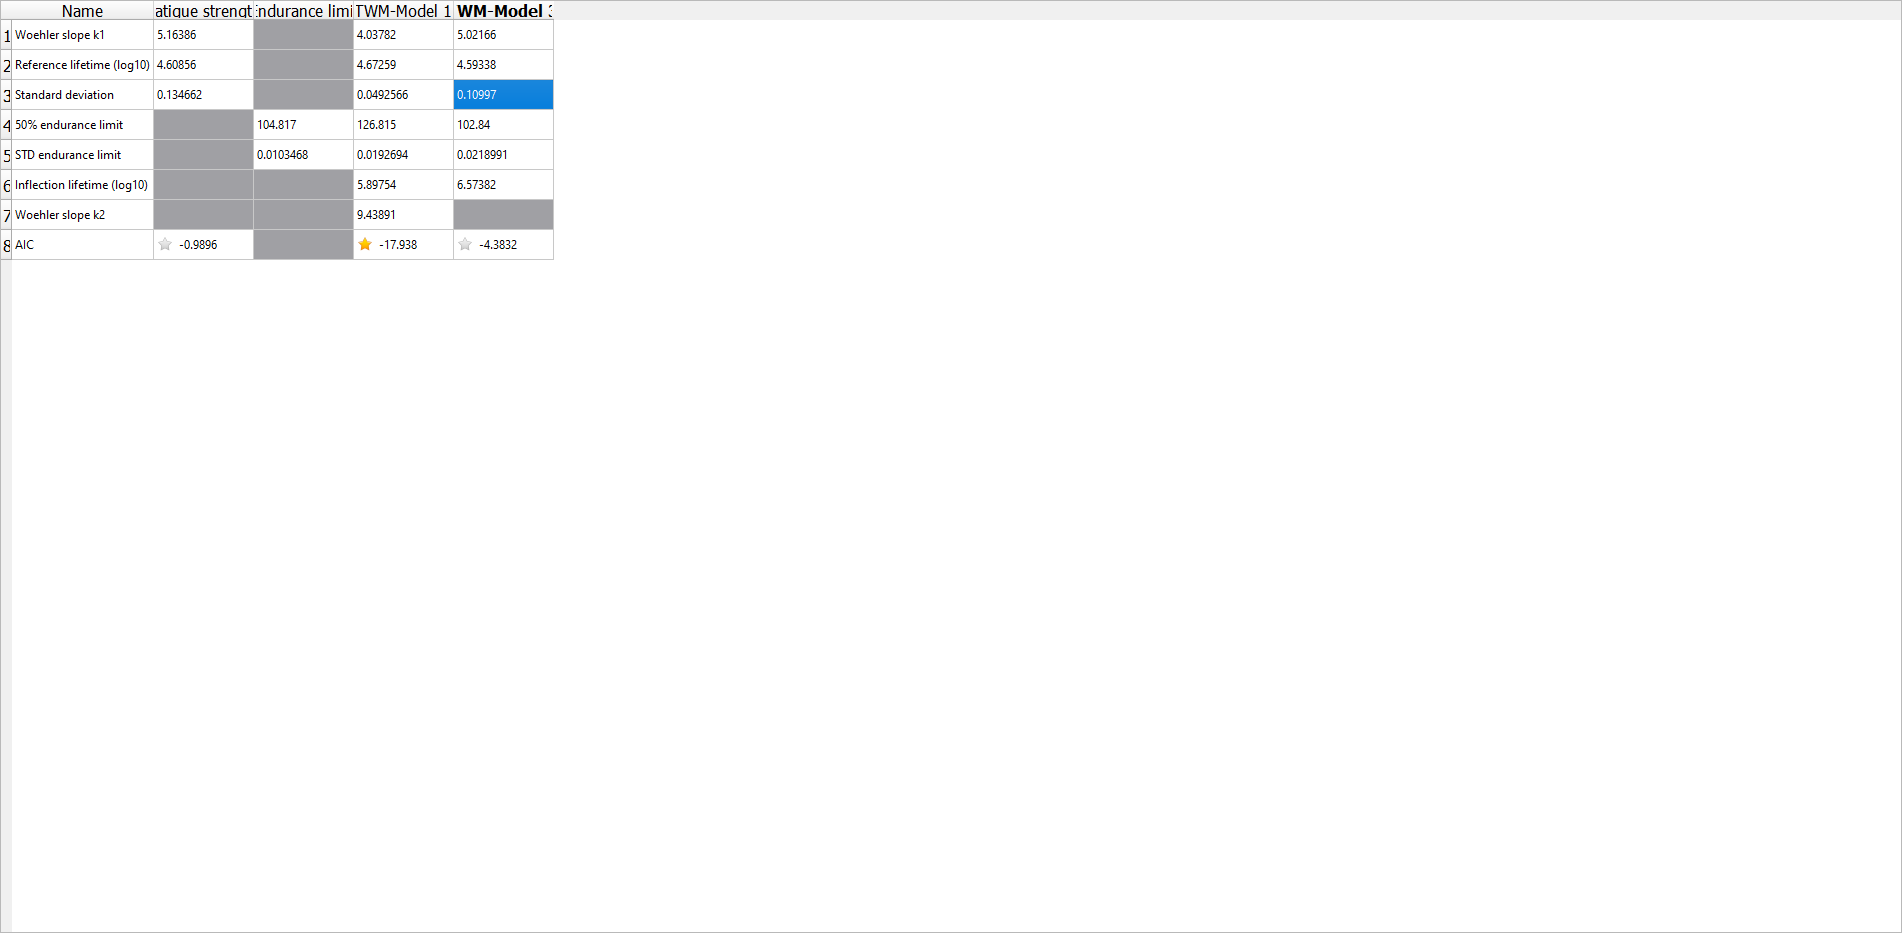 Name atigue strengt Endurance limi TWM-Model 1 WM-Model 3
1 Woehler slope k1 5.16386 4.03782 5.02166
2 Reference lifetime (log10) 4.60856 4.67259 4.59338
3 Standard deviation 0.134662 0.0492566 0.10997
4 50% endurance limit 104.817 126.815 102.84
5 STD endurance limit 0.0103468 0.0192694 0.0218991
6 Inflection lifetime (log10) 5.89754 6.57382
7 Woehler slope k2 9.43891
8 AIC -0.9896 -17.938 -4.3832